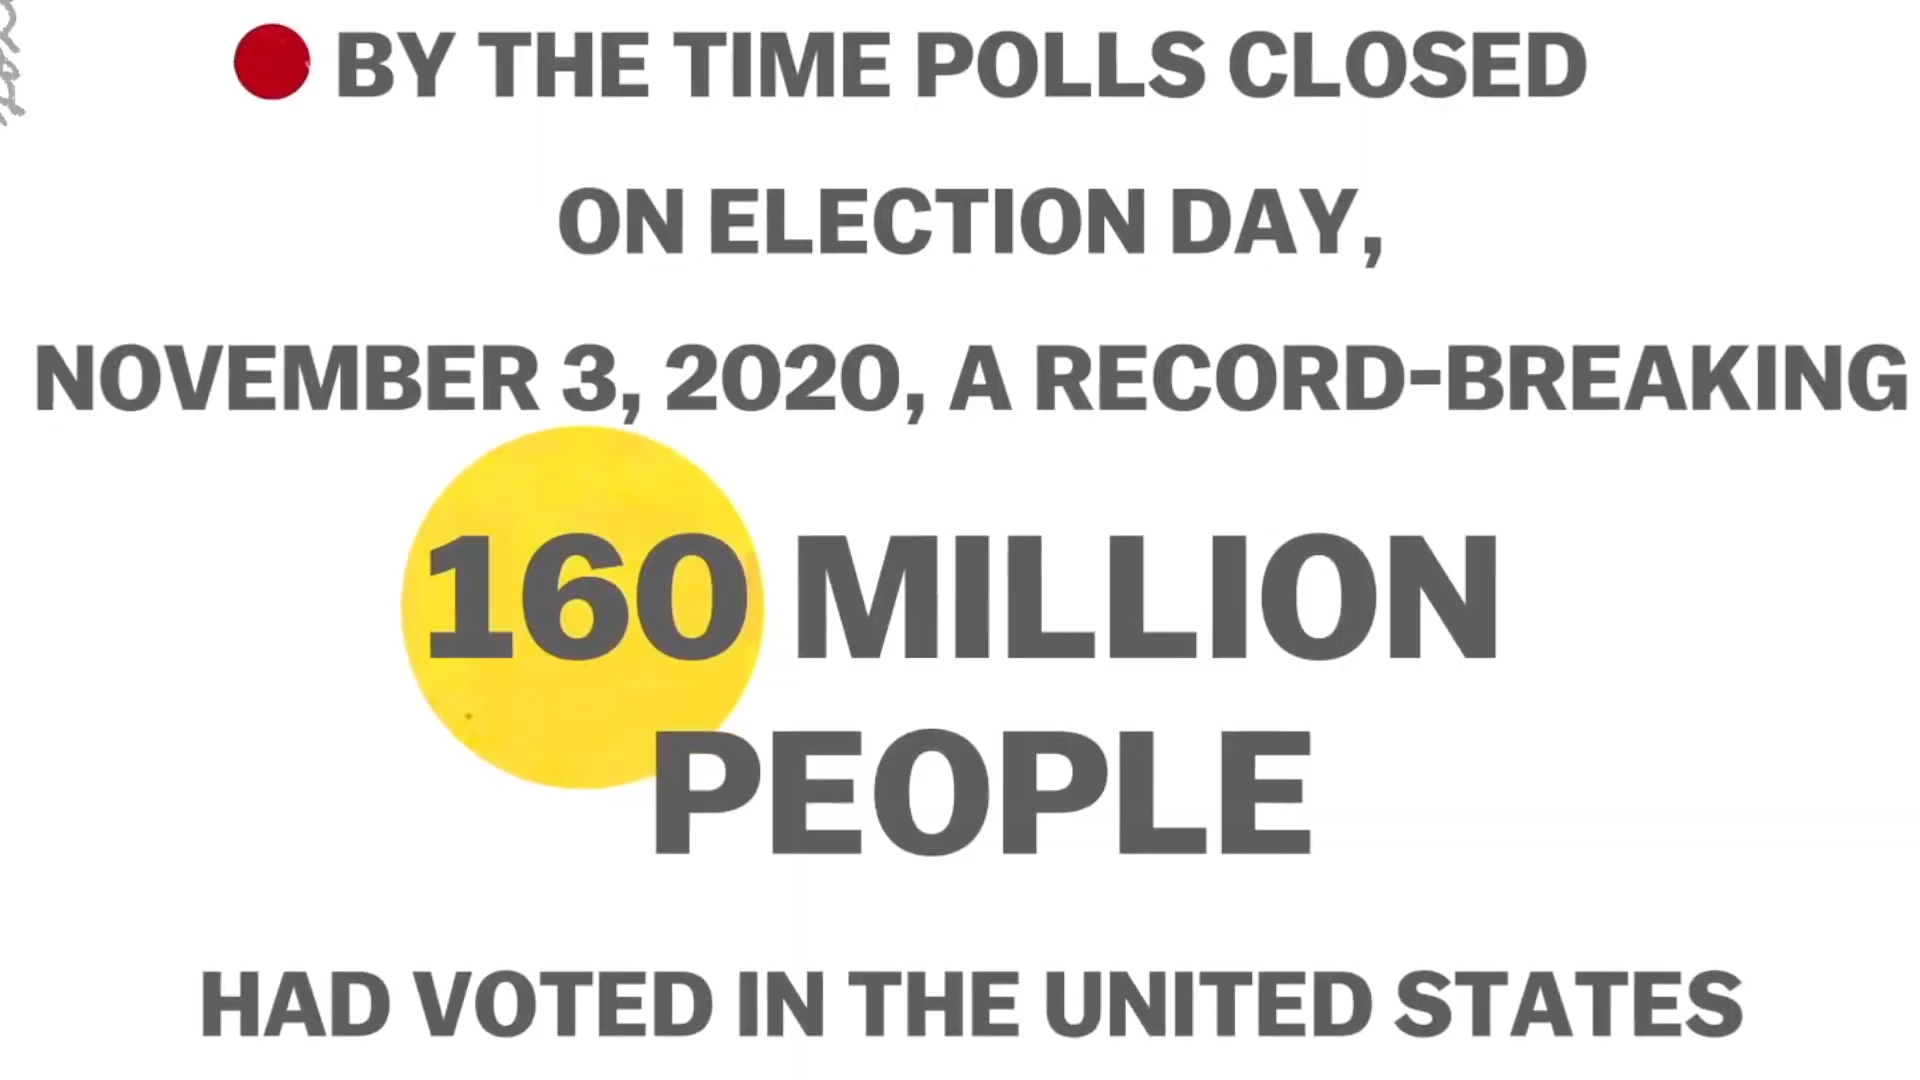 BY THE TIME POLLS CLOSED
ON ELECTION DAY,
NOVEMBER 3, 2020, A RECORD-BREAKING
160 MILLION
PEOPLE
HAD VOTED IN THE UNITED STATES